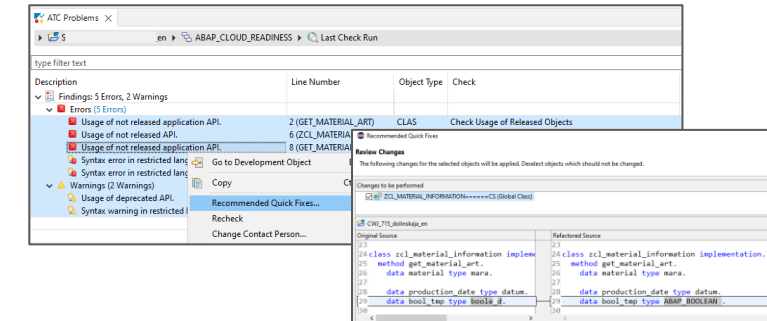 ATC Problems
S en ABAP_CLOUD_READINESS Last Check Run
type filter text
Description Line Number Object Type Check
Findings: 5 Errors, 2 Warnings
Errors (5 Errors)
Usage of not released application API. 2 (GET_MATERIAL_ART) CLAS Check Usage of Released Objects
Usage of not released API. 6 (ZCL_MATERIA
Usage of not released application API. 8 (GET_MATERIA
Syntax error in restricted lang
Syntax error in restricted lang
Warnings (2 Warnings)
Usage of deprecated API.
Syntax warning in restricted l
Go to Development Object
Copy Ct
Recommended Quick Fixes...
Recheck
Change Contact Person...
Recommended Quick Fixes
Review Changes
The following changes for the selected objects will be applied. Deselect objects which should not be changed.
Changes to be performed
ZCL_MATERIAL_INFORMATION======CS (Global Class)
CWJ_715_dolinskaja_en
Original Source Refactored Source
23 23
24 class zcl_material_information impleme 24 class zcl_material_information implementation.
25 method get_material_art. 25 method get_material_art.
26 data material type mara. 26 data material type mara.
27 27
28 data production_date type datum. 28 data production_date type datum.
29 data bool_tmp type boole_d. 29 data bool_tmp type ABAP_BOOLEAN .
30 30